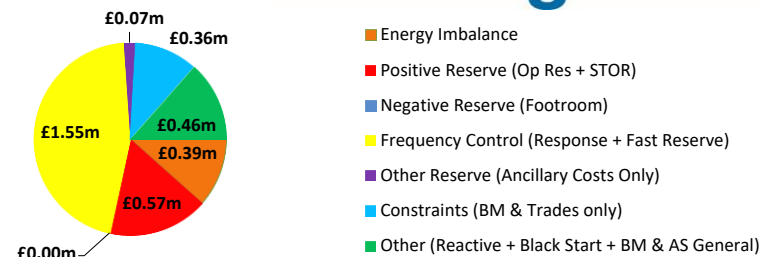 £0.07m
£0.36m
£1.55m
£0.46m
£0.39m
£0.57m
£0.00m
Energy Imbalance
Positive Reserve (Op Res + STOR)
Negative Reserve (Footroom)
Frequency Control (Response + Fast Reserve)
Other Reserve (Ancillary Costs Only)
Constraints (BM & Trades only)
Other (Reactive + Black Start + BM & AS General)